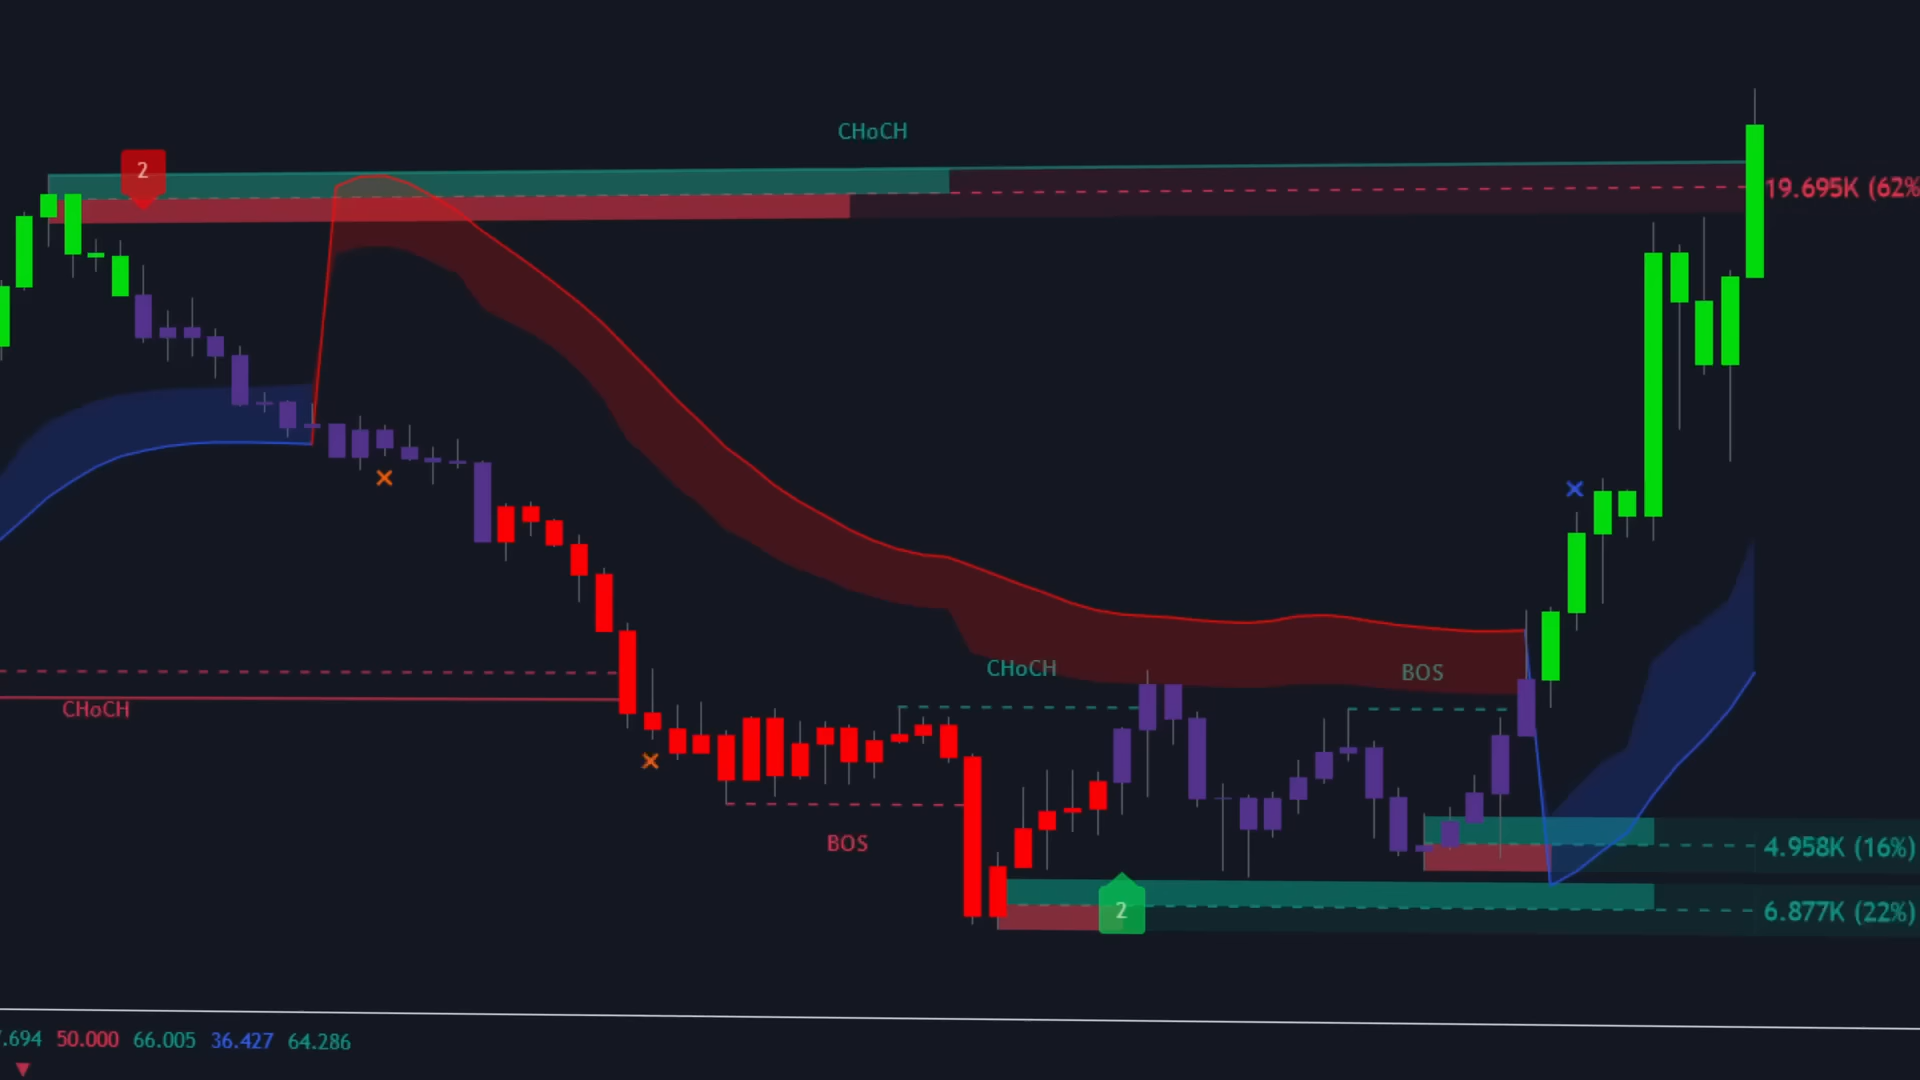 CHoCH
2
19.695K (62%
CHoCH
CHoCH
BOS
BOS
4.958K (16%)
2
6.877K (22%)
.694 50.000 66.005 36.427 64.286